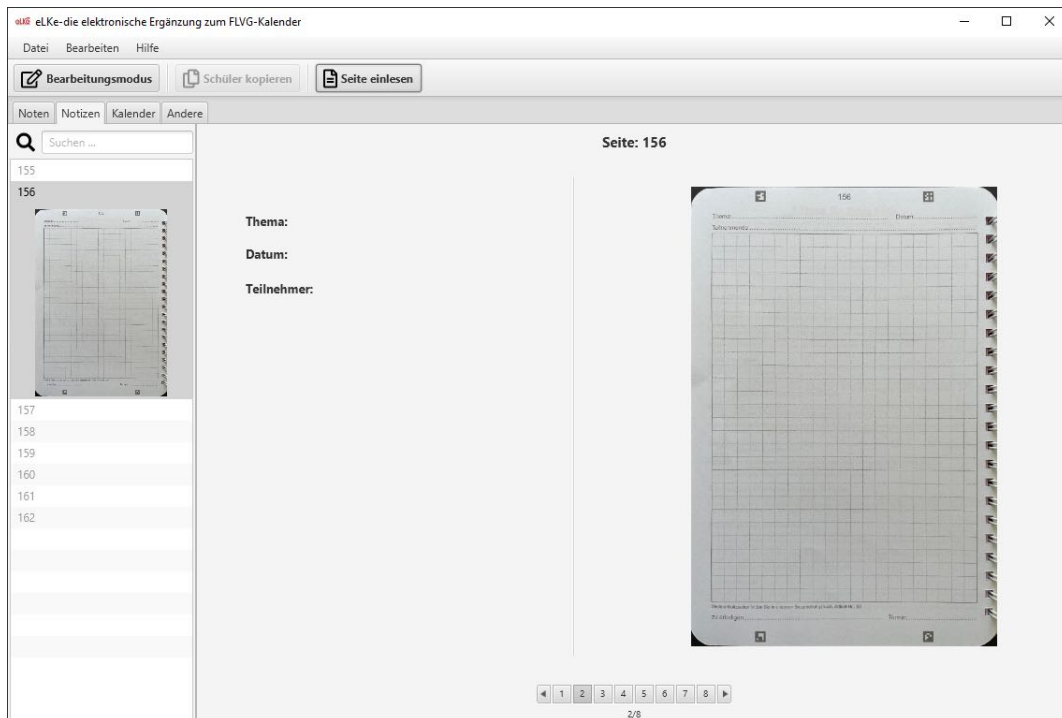 eLKe eLKe-die elektronische Ergänzung zum FLVG-Kalender
Datei Bearbeiten Hilfe
Bearbeitungsmodus Schüler kopieren Seite einlesen
Noten Notizen Kalender Andere
Suchen ...
155
156
157
158
159
160
161
162
Seite: 156
Thema:
Datum:
Teilnehmer:
156
Thema Datum
Teilnehmende
1 2 3 4 5 6 7 8
2/8